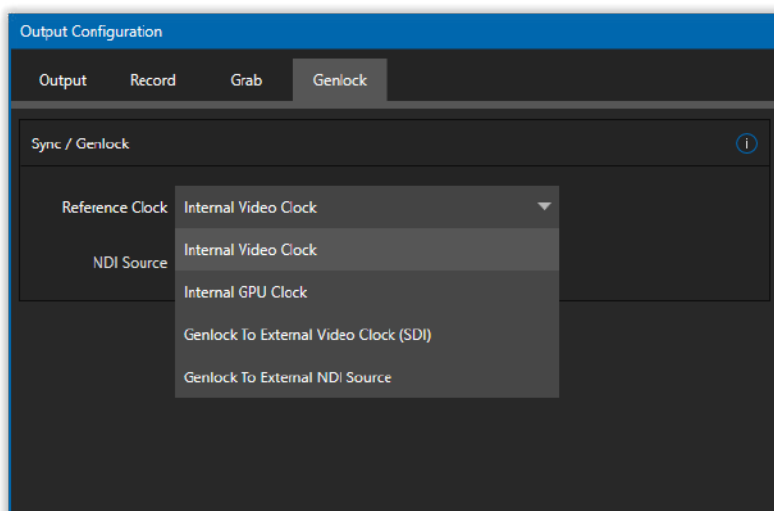 Output Configuration
Output Record Grab Genlock
Sync / Genlock
Reference Clock Internal Video Clock
NDI Source Internal Video Clock
Internal GPU Clock
Genlock To External Video Clock (SDI)
Genlock To External NDI Source